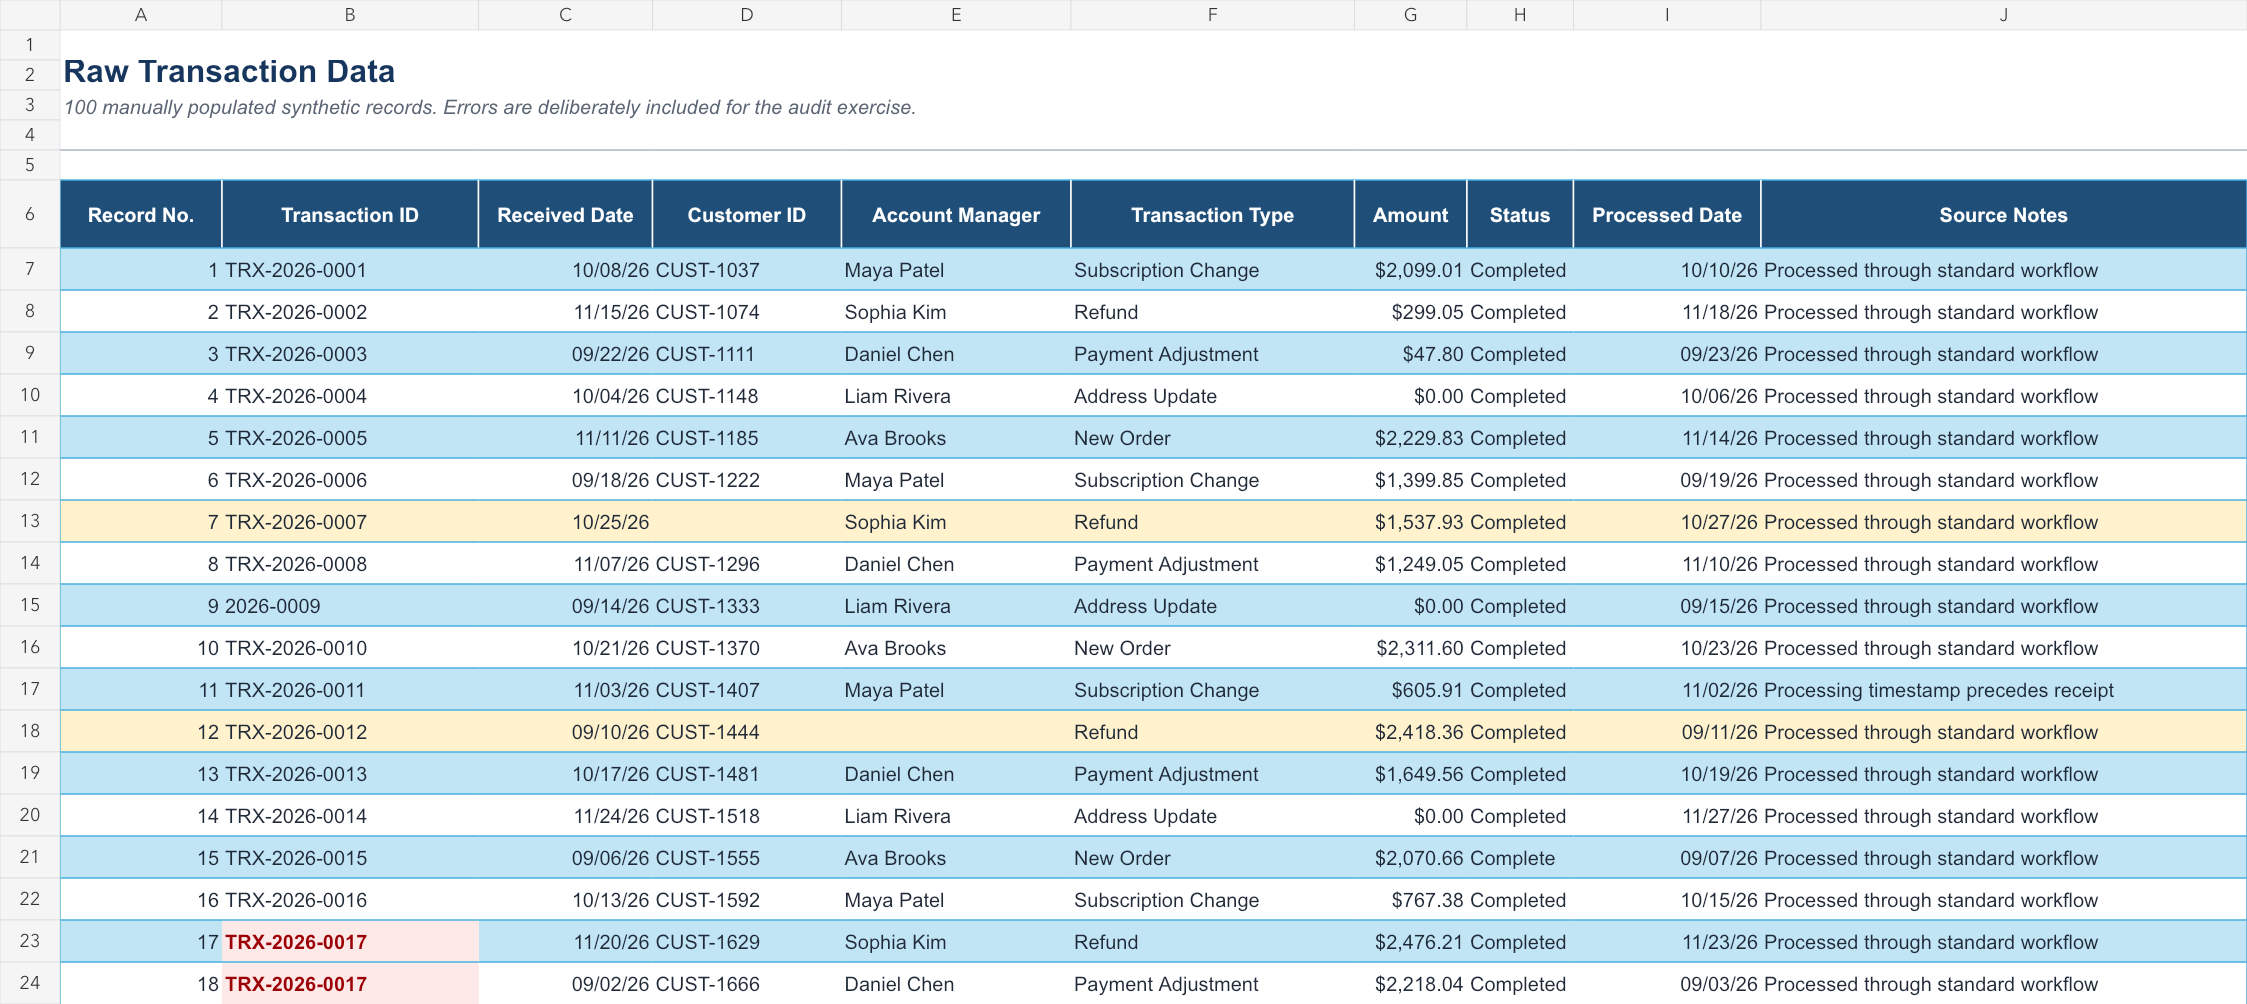 A B C D E F G H I J
1
2 Raw Transaction Data
3 100 manually populated synthetic records. Errors are deliberately included for the audit exercise.
4
5
6 Record No. Transaction ID Received Date Customer ID Account Manager Transaction Type Amount Status Processed Date Source Notes
7 1 TRX-2026-0001 10/08/26 CUST-1037 Maya Patel Subscription Change $2,099.01 Completed 10/10/26 Processed through standard workflow
8 2 TRX-2026-0002 11/15/26 CUST-1074 Sophia Kim Refund $299.05 Completed 11/18/26 Processed through standard workflow
9 3 TRX-2026-0003 09/22/26 CUST-1111 Daniel Chen Payment Adjustment $47.80 Completed 09/23/26 Processed through standard workflow
10 4 TRX-2026-0004 10/04/26 CUST-1148 Liam Rivera Address Update $0.00 Completed 10/06/26 Processed through standard workflow
11 5 TRX-2026-0005 11/11/26 CUST-1185 Ava Brooks New Order $2,229.83 Completed 11/14/26 Processed through standard workflow
12 6 TRX-2026-0006 09/18/26 CUST-1222 Maya Patel Subscription Change $1,399.85 Completed 09/19/26 Processed through standard workflow
13 7 TRX-2026-0007 10/25/26 Sophia Kim Refund $1,537.93 Completed 10/27/26 Processed through standard workflow
14 8 TRX-2026-0008 11/07/26 CUST-1296 Daniel Chen Payment Adjustment $1,249.05 Completed 11/10/26 Processed through standard workflow
15 9 2026-0009 09/14/26 CUST-1333 Liam Rivera Address Update $0.00 Completed 09/15/26 Processed through standard workflow
16 10 TRX-2026-0010 10/21/26 CUST-1370 Ava Brooks New Order $2,311.60 Completed 10/23/26 Processed through standard workflow
17 11 TRX-2026-0011 11/03/26 CUST-1407 Maya Patel Subscription Change $605.91 Completed 11/02/26 Processing timestamp precedes receipt
18 12 TRX-2026-0012 09/10/26 CUST-1444 Refund $2,418.36 Completed 09/11/26 Processed through standard workflow
19 13 TRX-2026-0013 10/17/26 CUST-1481 Daniel Chen Payment Adjustment $1,649.56 Completed 10/19/26 Processed through standard workflow
20 14 TRX-2026-0014 11/24/26 CUST-1518 Liam Rivera Address Update $0.00 Completed 11/27/26 Processed through standard workflow
21 15 TRX-2026-0015 09/06/26 CUST-1555 Ava Brooks New Order $2,070.66 Complete 09/07/26 Processed through standard workflow
22 16 TRX-2026-0016 10/13/26 CUST-1592 Maya Patel Subscription Change $767.38 Completed 10/15/26 Processed through standard workflow
23 17 TRX-2026-0017 11/20/26 CUST-1629 Sophia Kim Refund $2,476.21 Completed 11/23/26 Processed through standard workflow
24 18 TRX-2026-0017 09/02/26 CUST-1666 Daniel Chen Payment Adjustment $2,218.04 Completed 09/03/26 Processed through standard workflow